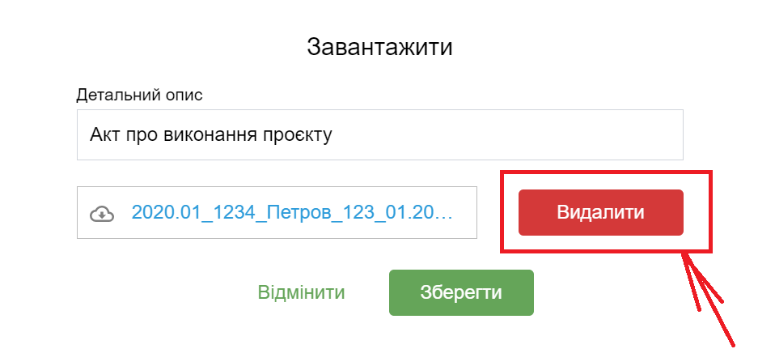 Завантажити
Детальний опис
Акт про виконання проєкту
2020.01_1234_Петров_123_01.20...
Видалити
Відмінити
Зберегти